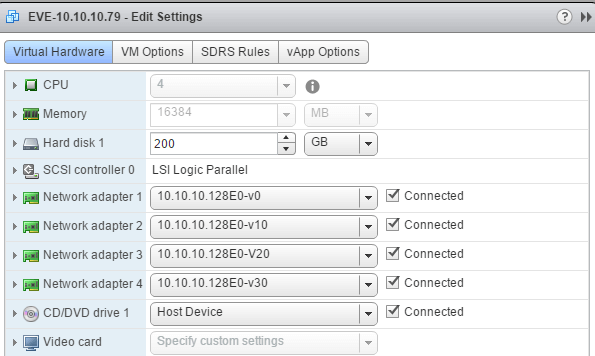 EVE-10.10.10.79 - Edit Settings
Virtual Hardware VM Options SDRS Rules vApp Options
CPU 4
Memory 16384 MB
Hard disk 1 200 GB
SCSI controller 0 LSI Logic Parallel
Network adapter 1 10.10.10.128E0-v0 Connected
Network adapter 2 10.10.10.128E0-v10 Connected
Network adapter 3 10.10.10.128E0-V20 Connected
Network adapter 4 10.10.10.128E0-v30 Connected
CD/DVD drive 1 Host Device Connected
Video card Specify custom settings